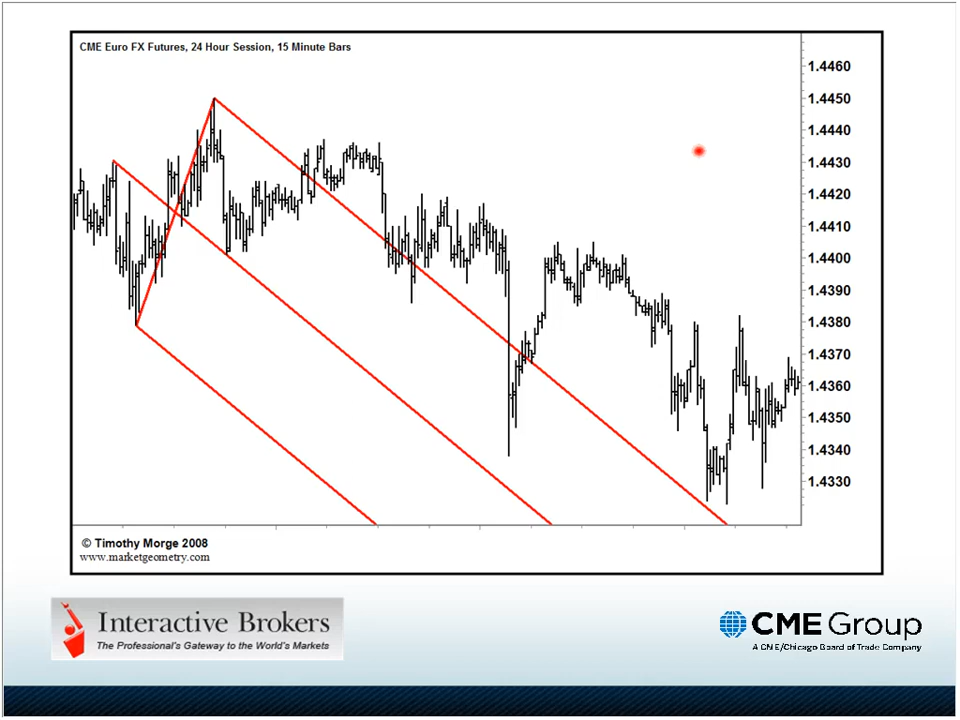 CME Euro FX Futures, 24 Hour Session, 15 Minute Bars
1.4460
1.4450
1.4440
1.4430
1.4420
1.4410
1.4400
1.4390
1.4380
1.4370
1.4360
1.4350
1.4340
1.4330
© Timothy Morge 2008
www.marketgeometry.com
Interactive Brokers
The Professional's Gateway to the World's Markets
CME Group
A CME/Chicago Board of Trade Company